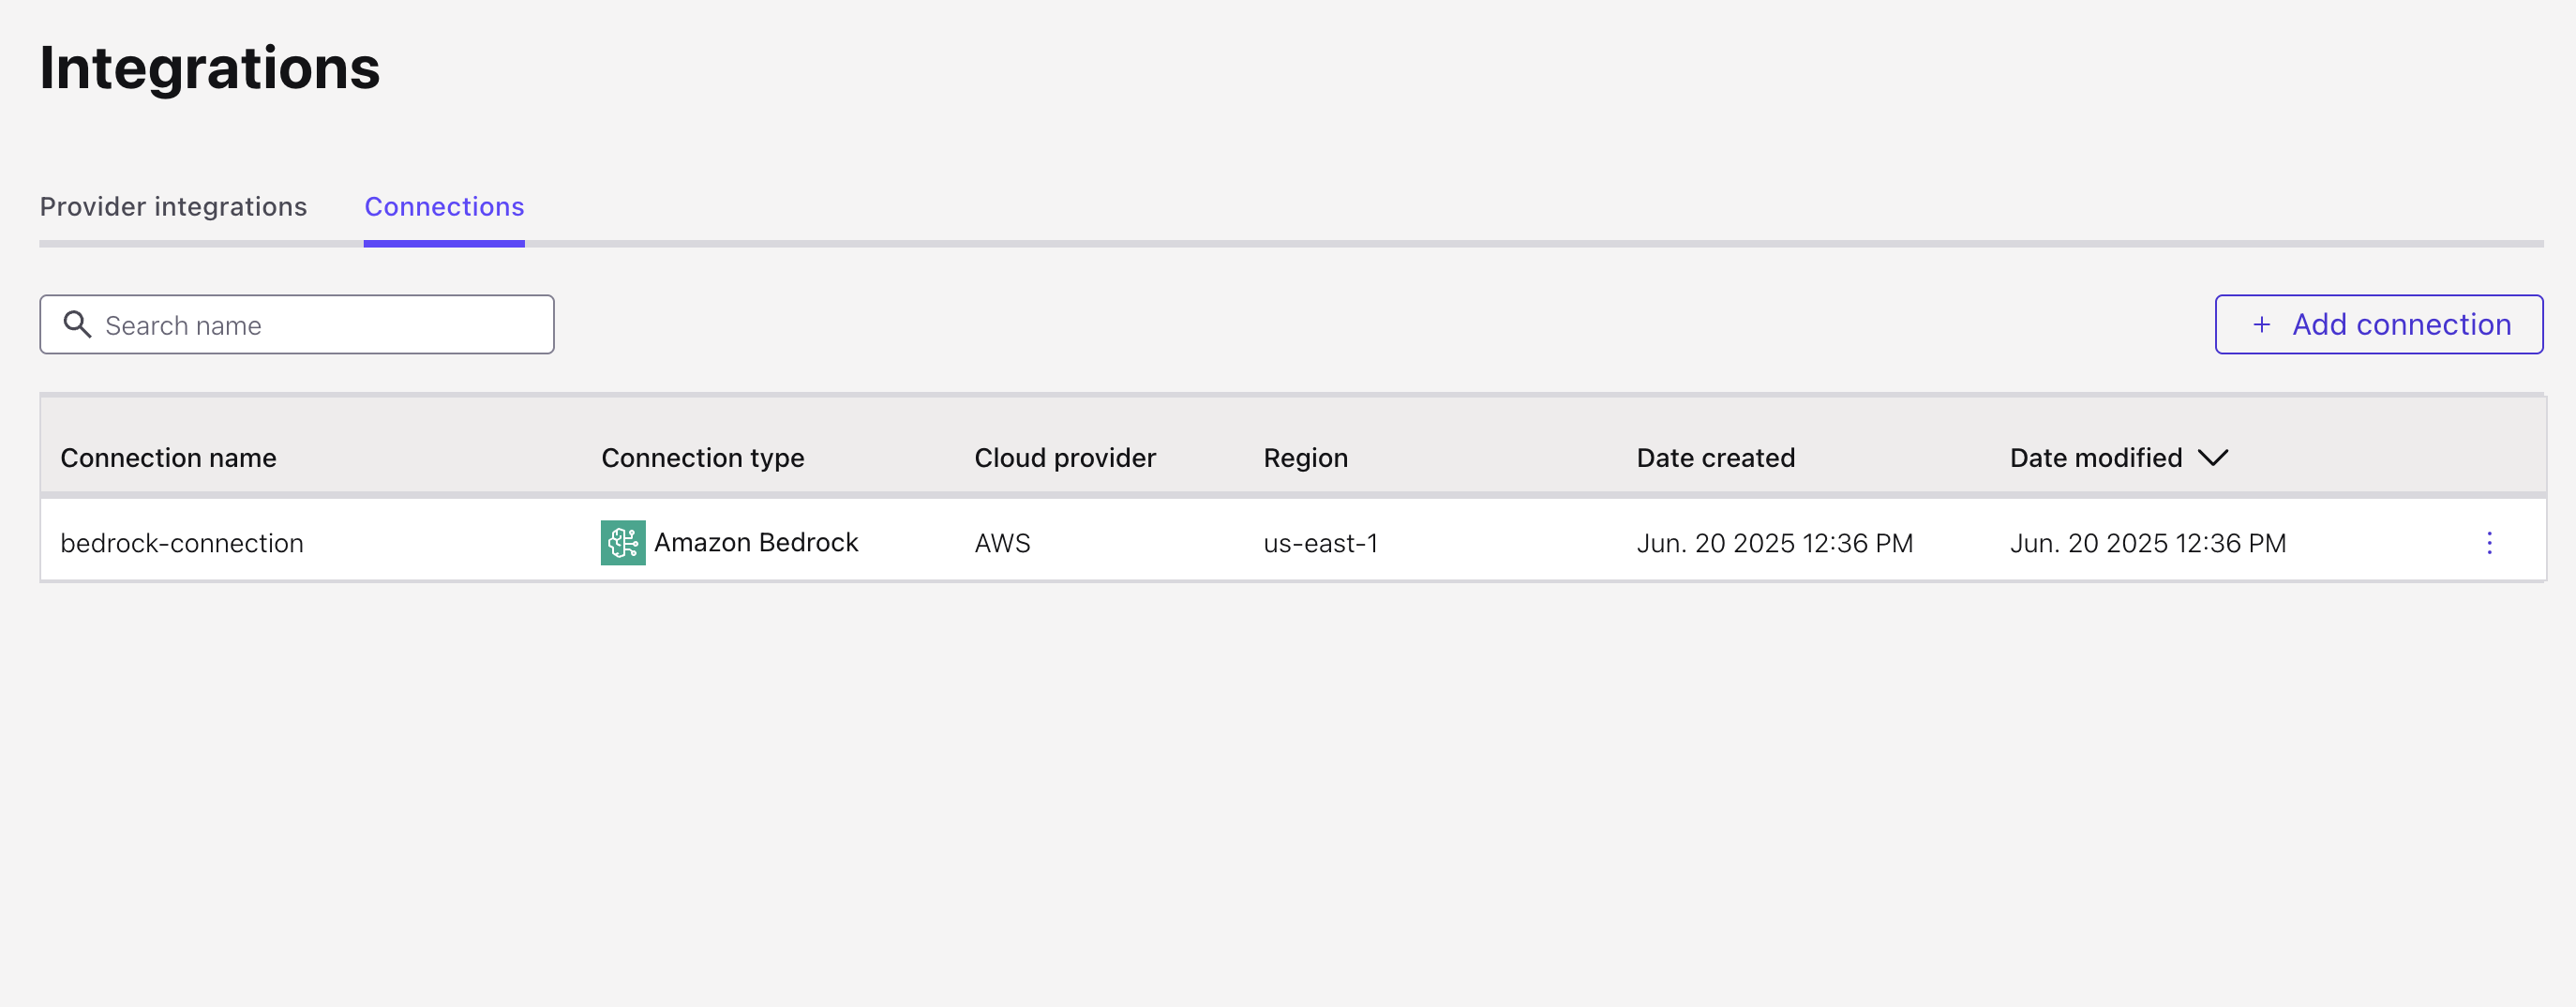 Integrations
Provider integrations Connections
Search name
+ Add connection
Connection name Connection type Cloud provider Region Date created Date modified
bedrock-connection Amazon Bedrock AWS us-east-1 Jun. 20 2025 12:36 PM Jun. 20 2025 12:36 PM